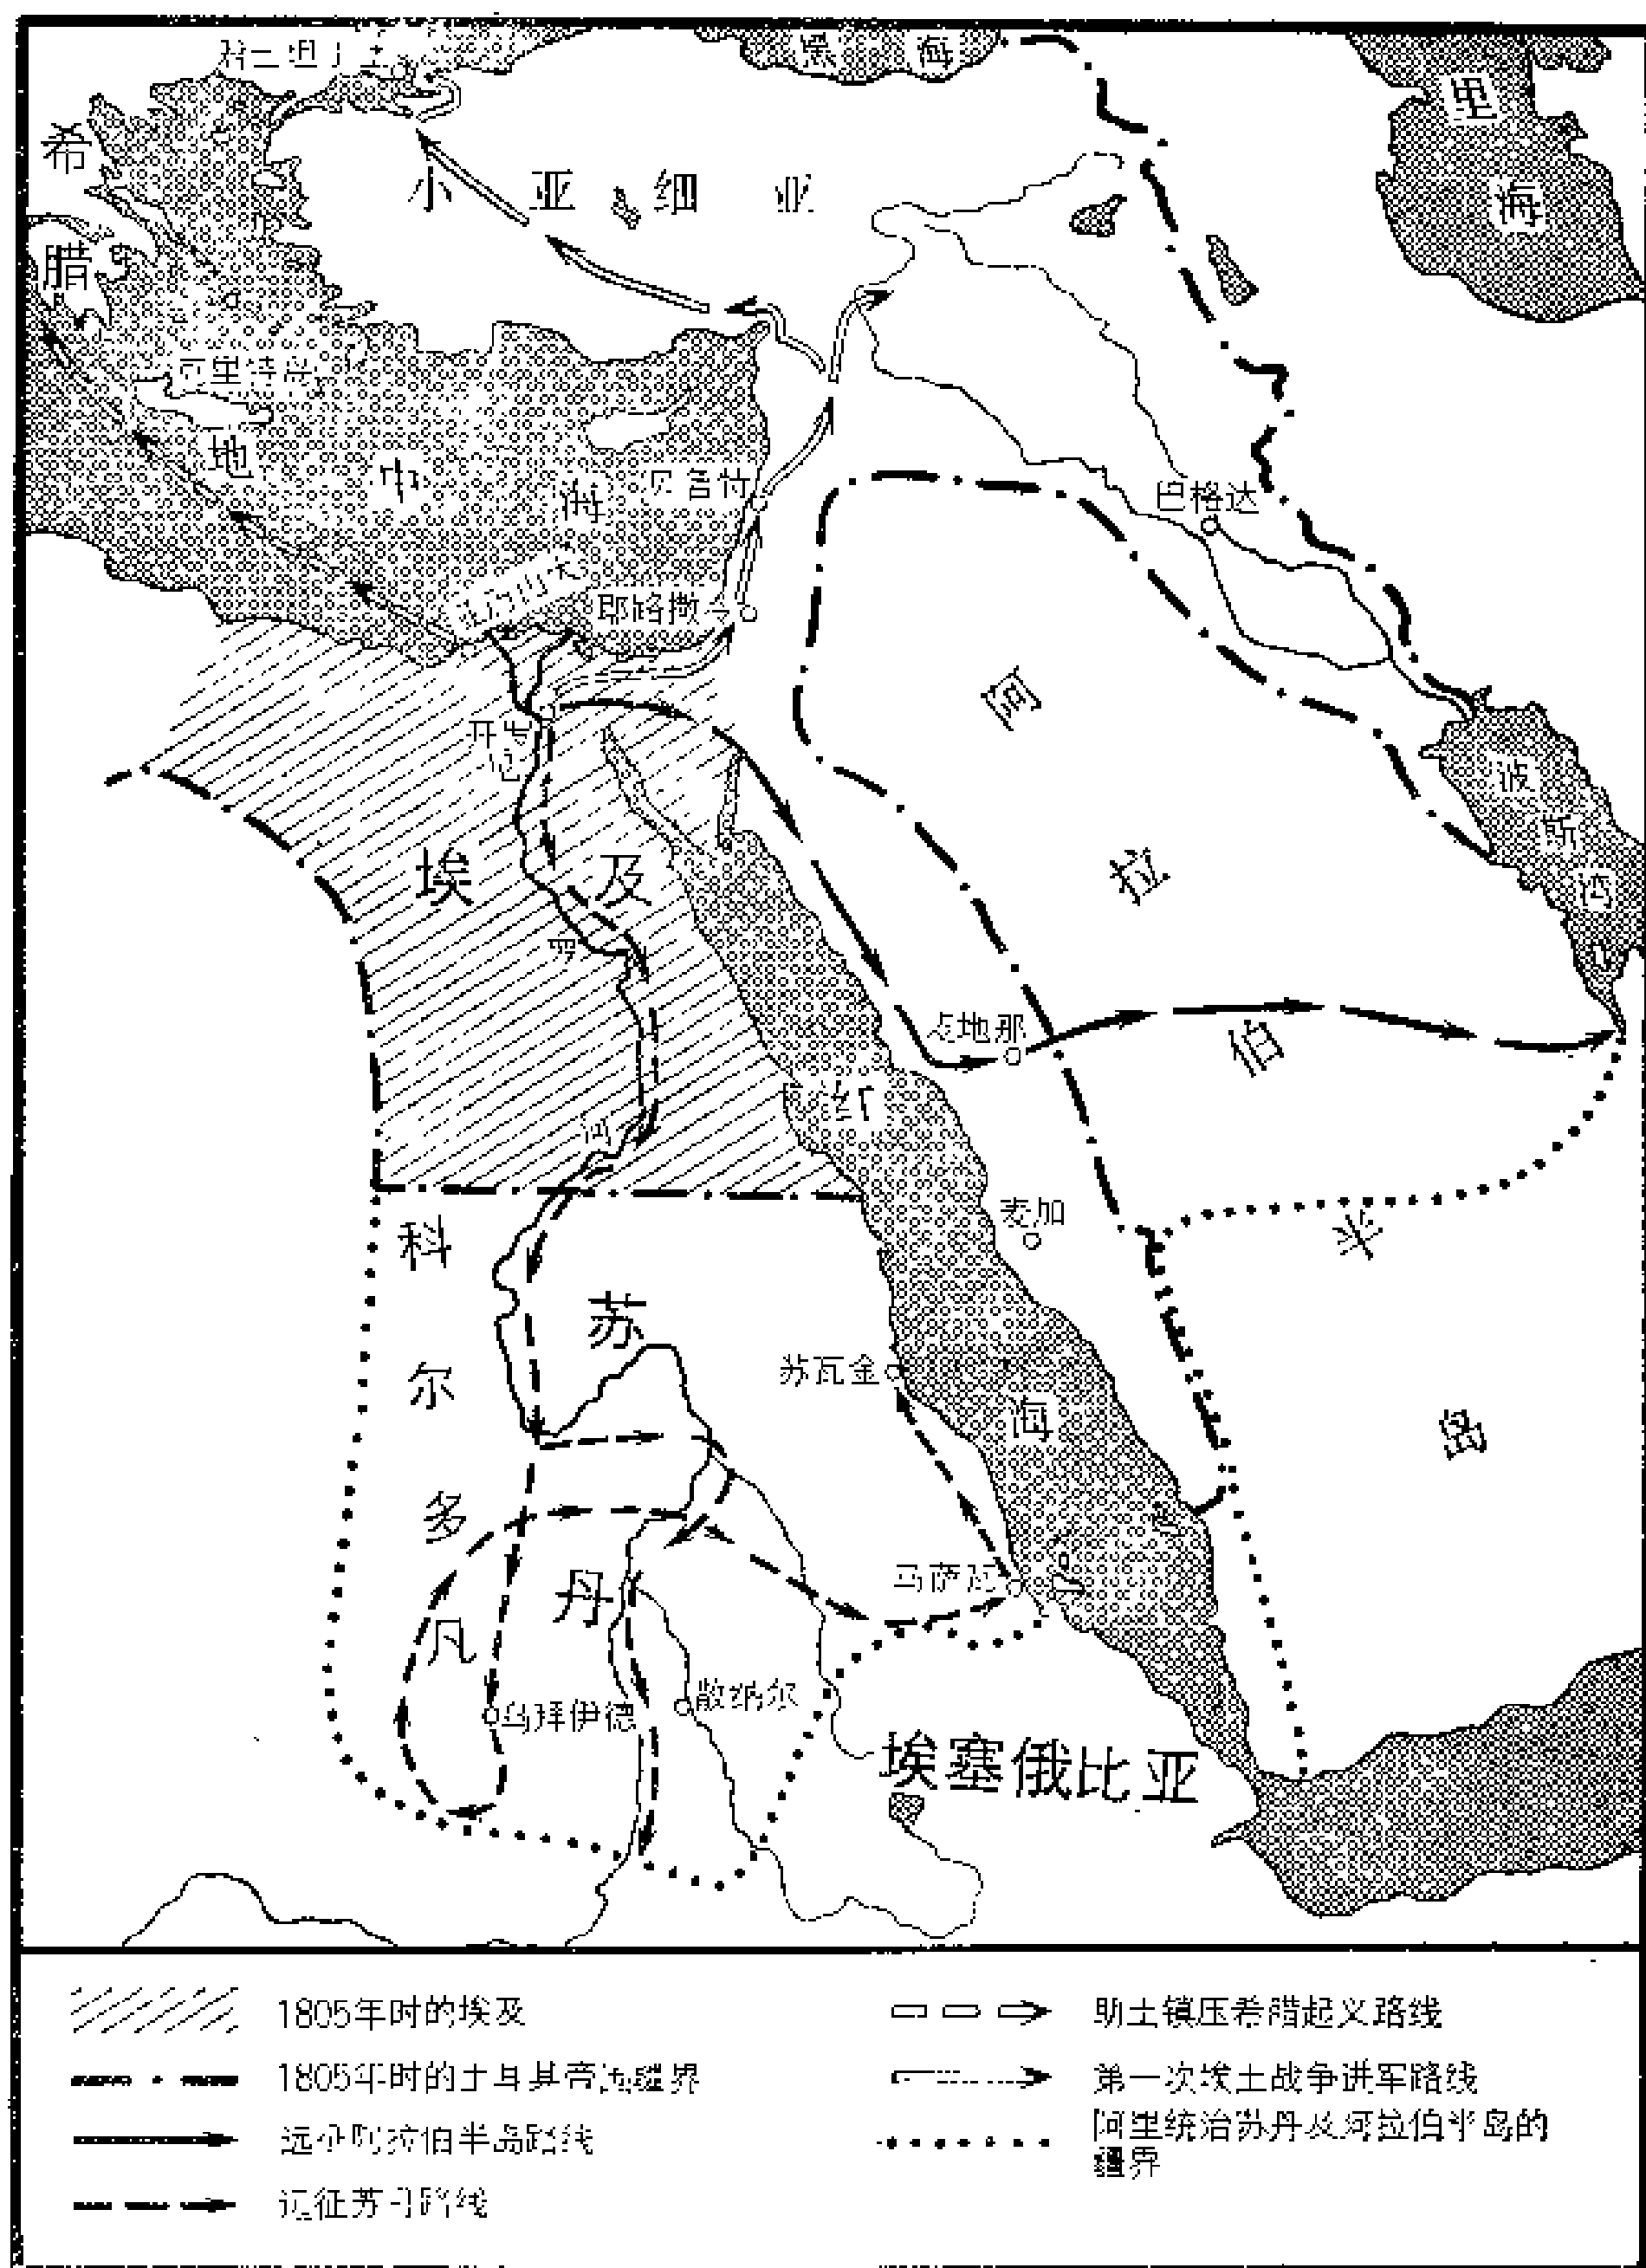 黑海
里海
希腊
小亚细亚
地中海
巴格达
耶路撒
阿拉伯半岛
波斯湾
开罗
埃及
河
地那
红海
麦加
科尔多凡
苏丹
苏瓦金
马萨瓦
乌拜伊德
散纳尔
埃塞俄比亚
1805年时的埃及
1805年时的土耳其帝国疆界
远征阿拉伯半岛路线
远征苏丹路线
助土镇压希腊起义路线
第一次埃土战争进军路线
阿里统治苏丹及阿拉伯半岛的
疆界